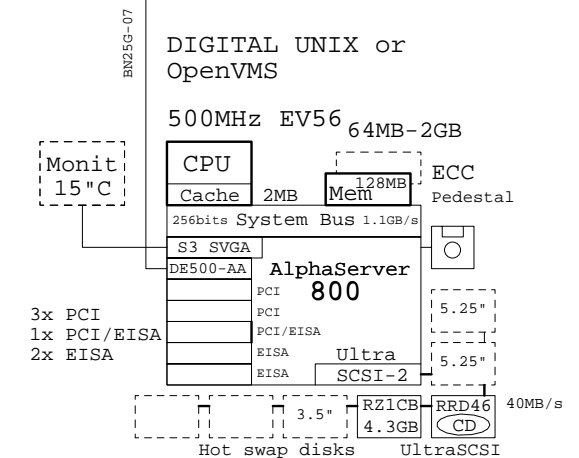 BN25G-07
DIGITAL UNIX or
OpenVMS
500MHz EV56
64MB-2GB
Monit
15"C
CPU
Cache
2MB
128MB
Mem
ECC
Pedestal
256bits System Bus 1.1GB/s
S3 SVGA
DE500-AA
AlphaServer
800
PCI
PCI
PCI/EISA
EISA
EISA
3x PCI
1x PCI/EISA
2x EISA
Ultra
SCSI-2
5.25"
5.25"
3.5"
RZ1CB
4.3GB
RRD46
CD
40MB/s
Hot swap disks
UltraSCSI